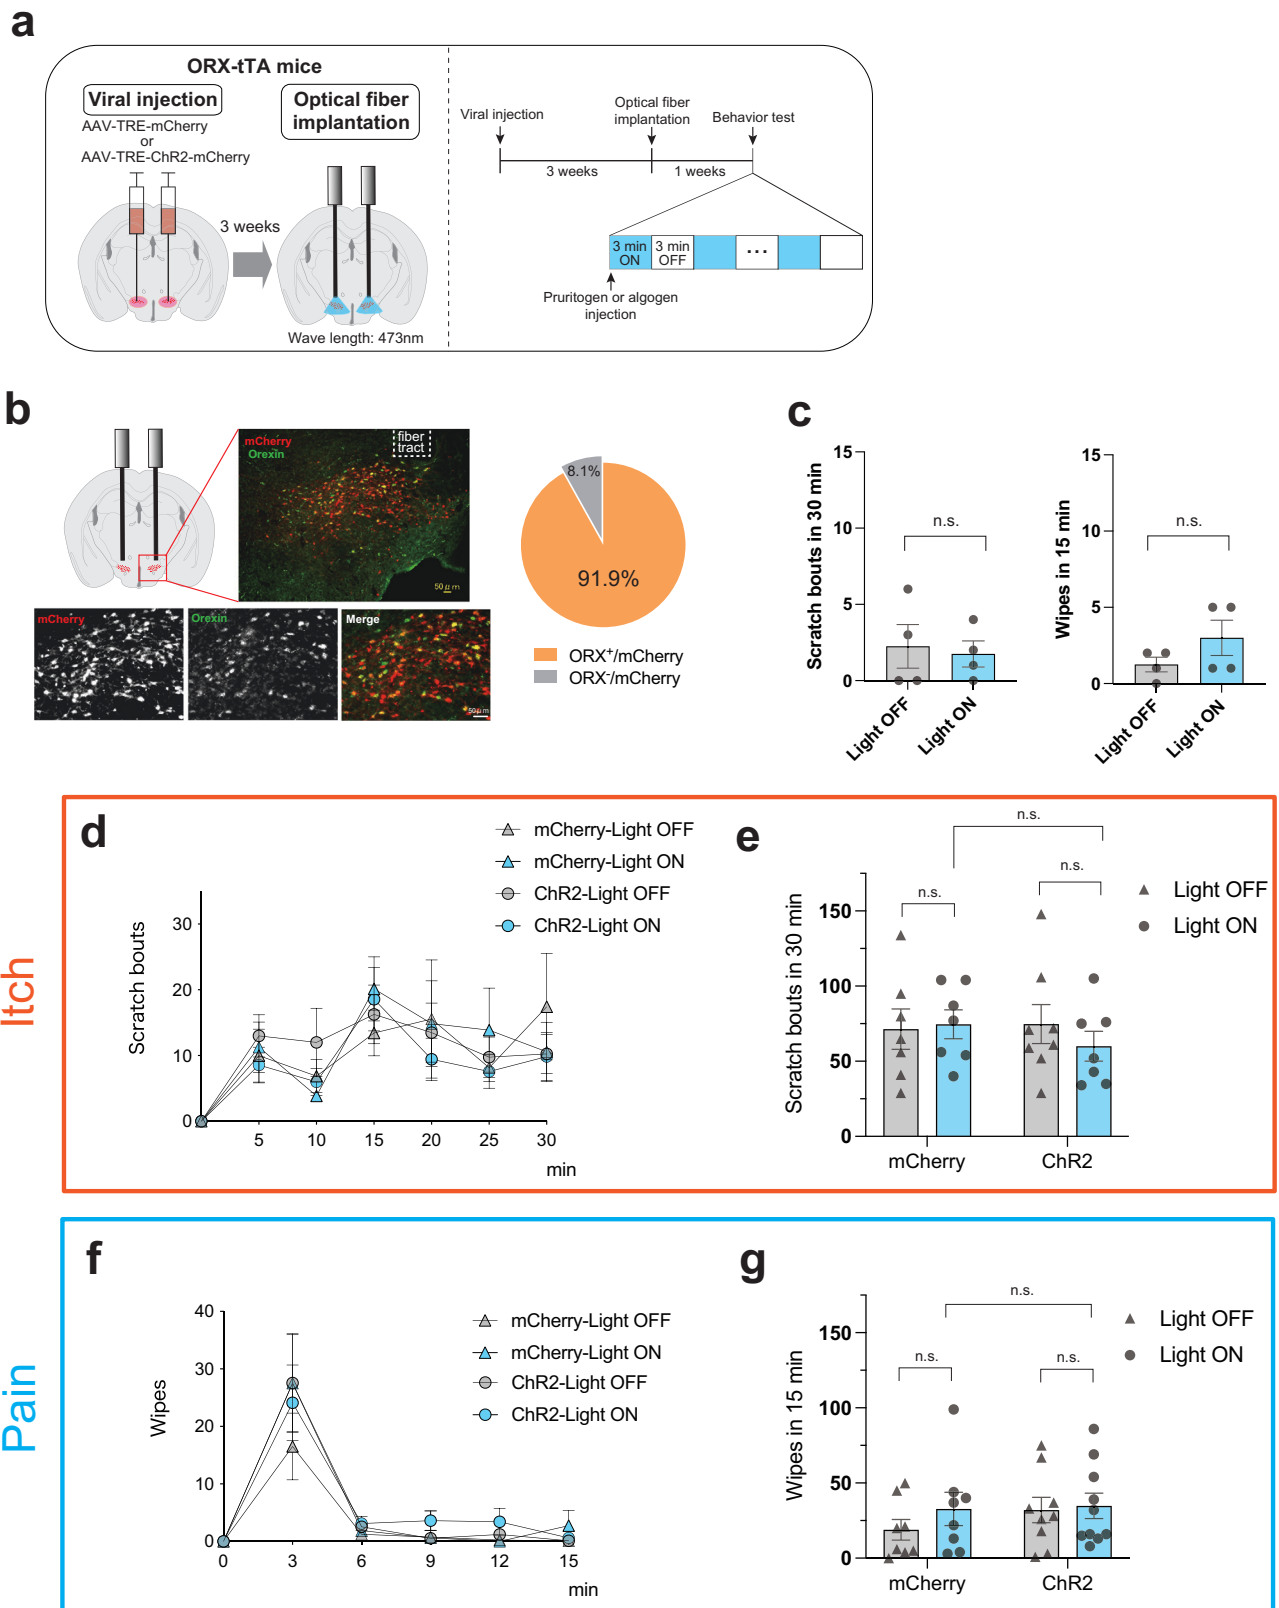 a
ORX-tTA mice
Viral injection
AAV-TRE-mCherry
or
AAV-TRE-ChR2-mCherry
3 weeks
Optical fiber
implantation
Wave length: 473nm
Viral injection
Optical fiber
implantation
Behavior test
3 weeks
1 weeks
3 min
ON
3 min
OFF
...
Pruritogen or algogen
injection
b
mCherry
Orexin
fiber
tract
50μm
mCherry
Orexin
Merge
50μm
8.1%
91.9%
ORX+/mCherry
ORX-/mCherry
c
Scratch bouts in 30 min
15
10
5
0
n.s.
Light OFF
Light ON
Wipes in 15 min
15
10
5
0
n.s.
Light OFF
Light ON
Itch
d
mCherry-Light OFF
mCherry-Light ON
ChR2-Light OFF
ChR2-Light ON
Scratch bouts
30
20
10
0
5
10
15
20
25
30
min
e
n.s.
n.s.
n.s.
Light OFF
Light ON
Scratch bouts in 30 min
150
100
50
0
mCherry
ChR2
Pain
f
mCherry-Light OFF
mCherry-Light ON
ChR2-Light OFF
ChR2-Light ON
Wipes
40
30
20
10
0
0
3
6
9
12
15
min
g
n.s.
n.s.
n.s.
Light OFF
Light ON
Wipes in 15 min
150
100
50
0
mCherry
ChR2